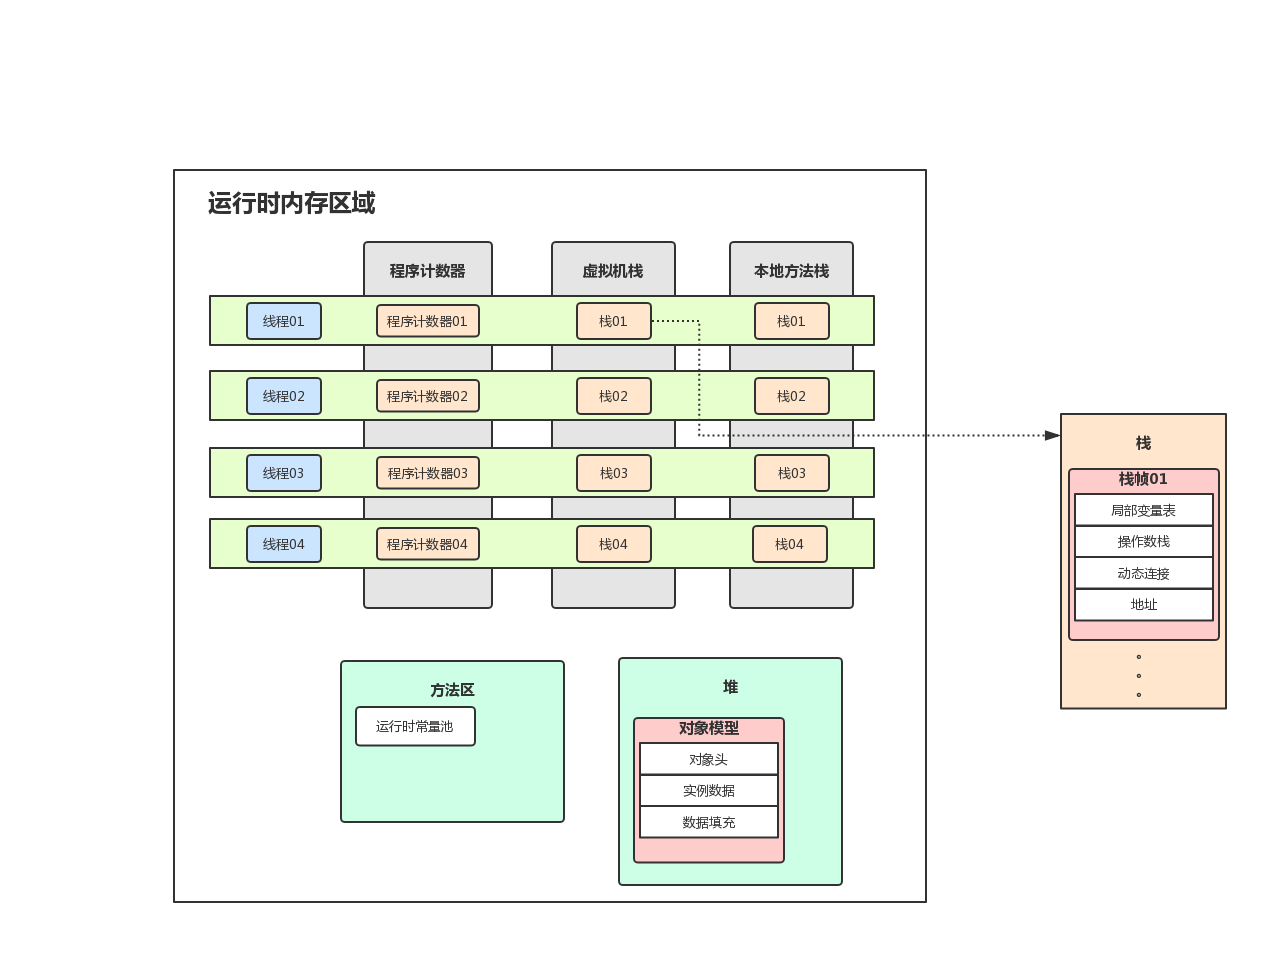 运行时内存区域
程序计数器
虚拟机栈
本地方法栈
线程01
程序计数器01
栈01
栈01
线程02
程序计数器02
栈02
栈02
线程03
程序计数器03
栈03
栈03
线程04
程序计数器04
栈04
栈04
栈
栈帧01
局部变量表
操作数栈
动态连接
地址
。
。
。
方法区
运行时常量池
堆
对象模型
对象头
实例数据
数据填充